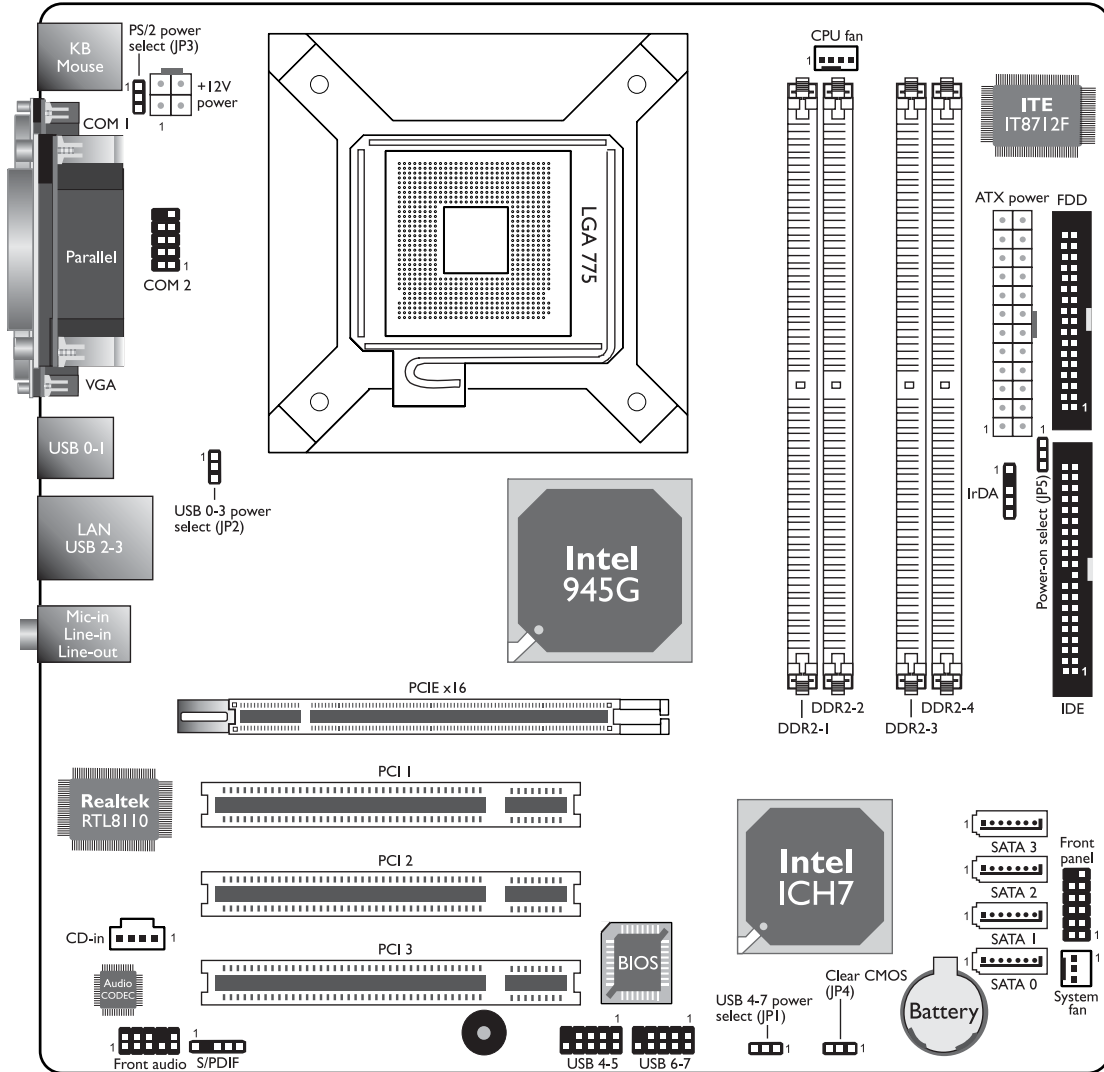 KB
Mouse
PS/2 power
select (JP3)
1
+12V
power
1
CPU fan
1
ITE
IT8712F
COM 1
Parallel
COM 2
1
VGA
LGA 775
ATX power
FDD
1
1
USB 0-1
1
USB 0-3 power
select (JP2)
LAN
USB 2-3
Mic-in
Line-in
Line-out
Intel
945G
1
IrDA
1
Power-on select (JP5)
1
IDE
DDR2-1
DDR2-2
DDR2-3
DDR2-4
PCIE x16
Realtek
RTL8110
PCI 1
PCI 2
PCI 3
Intel
ICH7
1
SATA 3
1
SATA 2
1
SATA 1
1
SATA 0
Front
panel
1
1
System
fan
CD-in
1
Audio
CODEC
BIOS
1
Front audio
1
S/PDIF
1
USB 4-5
1
USB 6-7
USB 4-7 power
select (JP1)
1
Clear CMOS
(JP4)
1
Battery